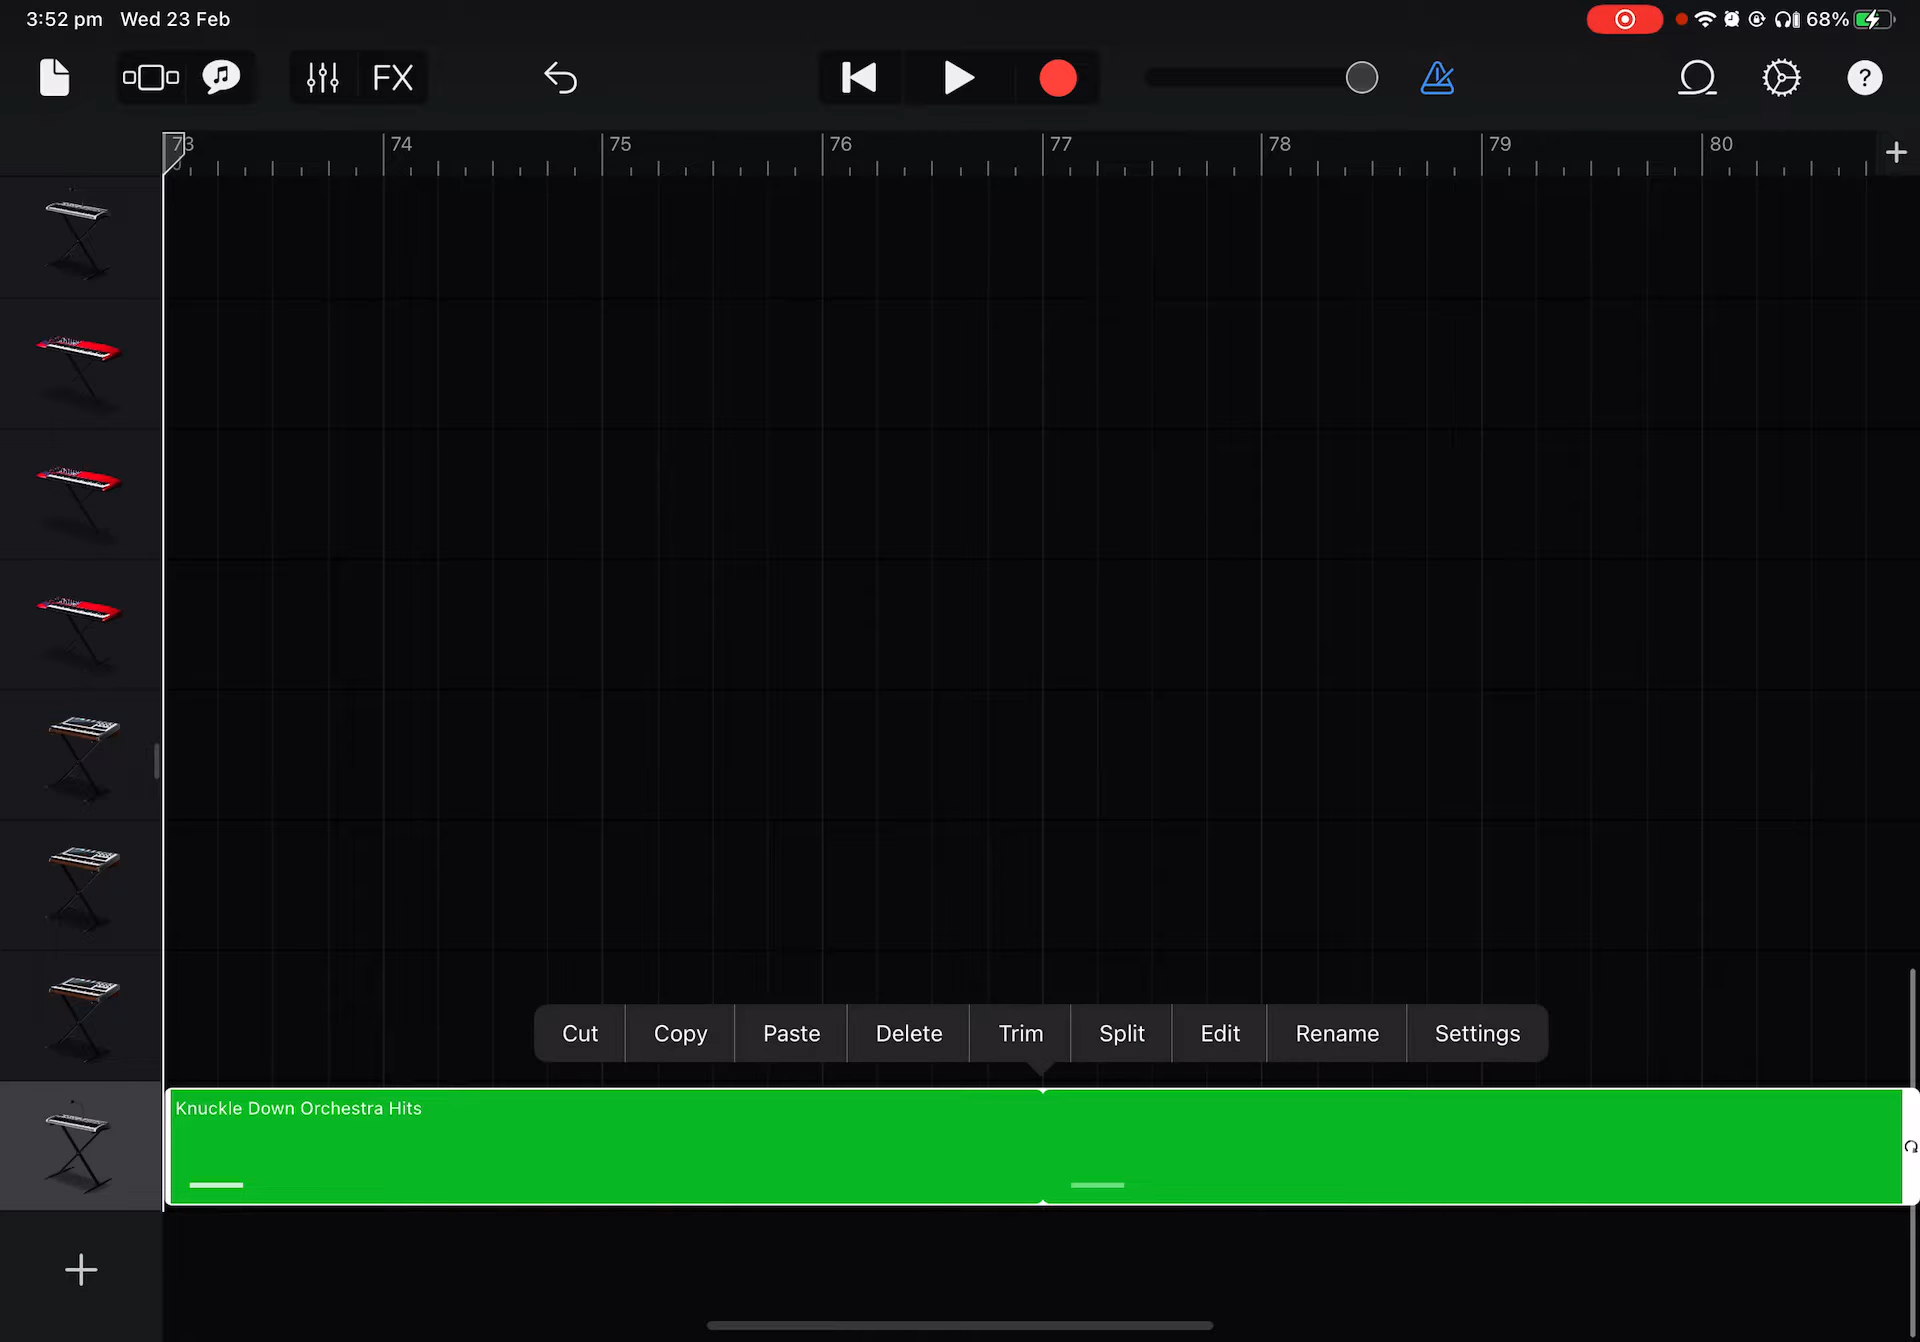 3:52 pm Wed 23 Feb 68%
FX ?
73 74 75 76 77 78 79 80
Cut Copy Paste Delete Trim Split Edit Rename Settings
Knuckle Down Orchestra Hits